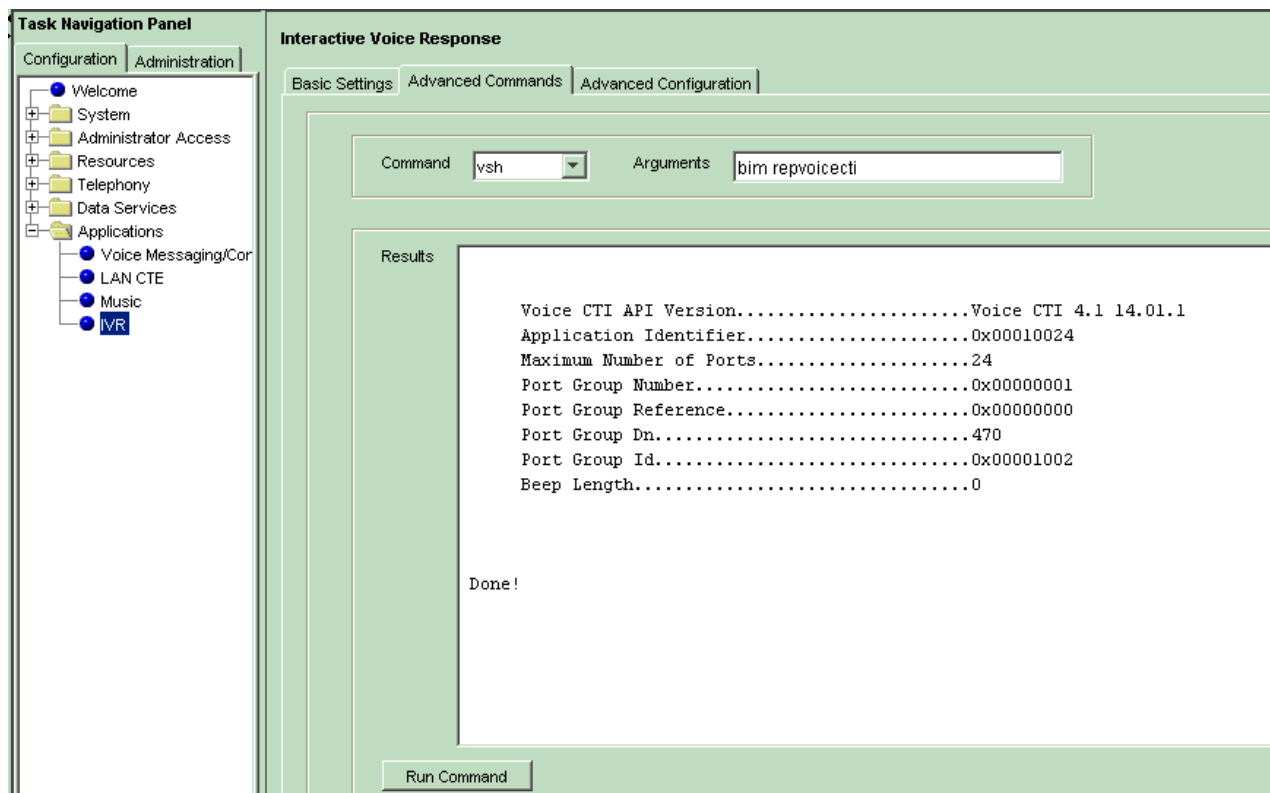 Task Navigation Panel
Configuration
Administration
Welcome
System
Administrator Access
Resources
Telephony
Data Services
Applications
Voice Messaging/Cor
LAN CTE
Music
IVR
Interactive Voice Response
Basic Settings
Advanced Commands
Advanced Configuration
Command vsh Arguments bim repvoicecti
Results
Voice CTI API Version.......................Voice CTI 4.1 14.01.1
Application Identifier......................0x00010024
Maximum Number of Ports.....................24
Port Group Number...........................0x00000001
Port Group Reference........................0x00000000
Port Group Dn...............................470
Port Group Id...............................0x00001002
Beep Length.................................0
Done!
Run Command